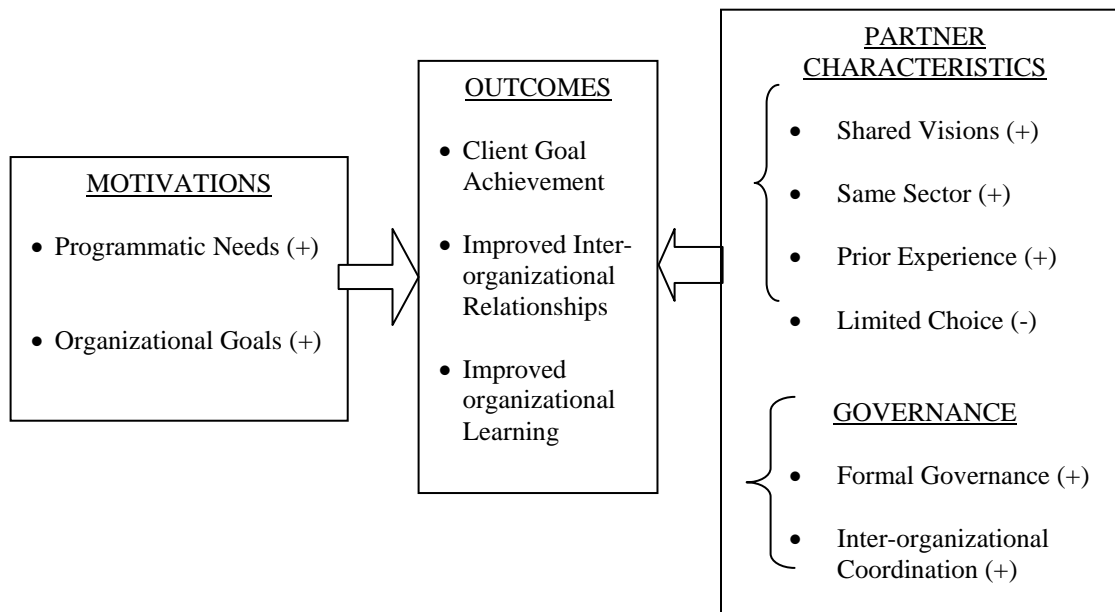 MOTIVATIONS
• Programmatic Needs (+)
• Organizational Goals (+)
OUTCOMES
• Client Goal
Achievement
• Improved Inter-
organizational
Relationships
• Improved
organizational
Learning
PARTNER
CHARACTERISTICS
• Shared Visions (+)
• Same Sector (+)
• Prior Experience (+)
• Limited Choice (-)
GOVERNANCE
• Formal Governance (+)
• Inter-organizational
Coordination (+)